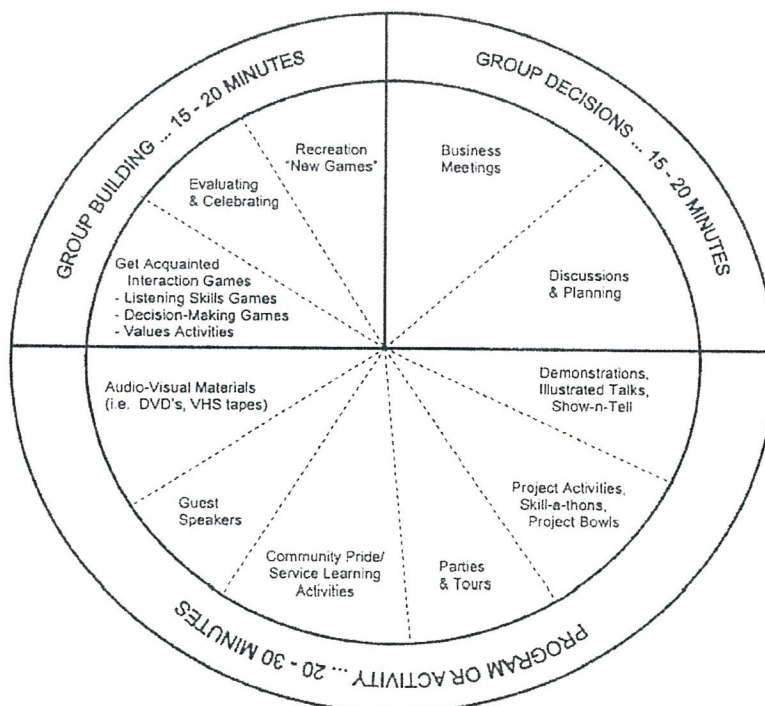 GROUP BUILDING ... 15 - 20 MINUTES
GROUP DECISIONS ... 15 - 20 MINUTES
Recreation
"New Games"
Evaluating
& Celebrating
Get Acquainted
Interaction Games
- Listening Skills Games
- Decision-Making Games
- Values Activities
Business
Meetings
Discussions
& Planning
Audio-Visual Materials
(i.e. DVD's, VHS tapes)
Guest
Speakers
Community Pride/
Service Learning
Activities
Parties
& Tours
Project Activities,
Skill-a-thons,
Project Bowls
Demonstrations,
Illustrated Talks,
Show-n-Tell
PROGRAM OR ACTIVITY ... 20 - 30 MINUTES